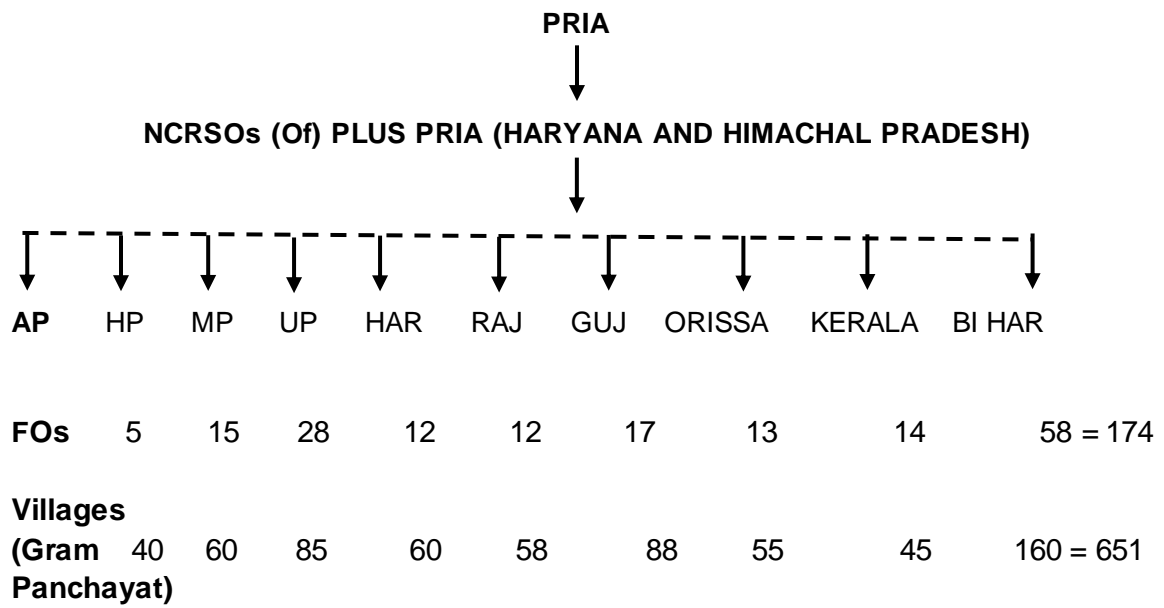 PRIA
NCRSOs (Of) PLUS PRIA (HARYANA AND HIMACHAL PRADESH)
AP HP MP UP HAR RAJ GUJ ORISSA KERALA BI HAR
FOs 5 15 28 12 12 17 13 14 58 = 174
Villages
(Gram 40 60 85 60 58 88 55 45 160 = 651
Panchayat)